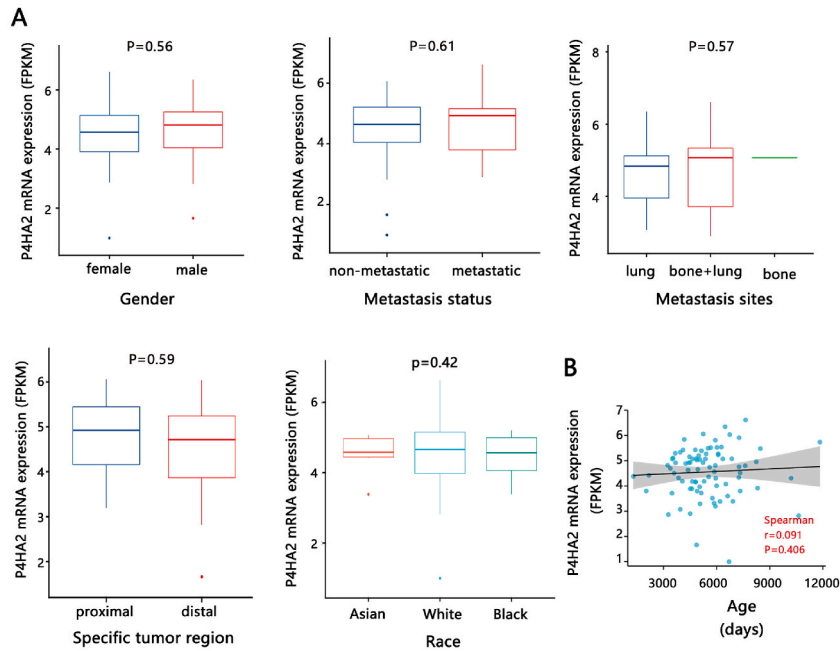 A
P=0.56
P4HA2 mRNA expression (FPKM)
6
4
2
female male
Gender
P=0.61
P4HA2 mRNA expression (FPKM)
6
4
2
non-metastatic metastatic
Metastasis status
P=0.57
P4HA2 mRNA expression (FPKM)
8
6
4
lung bone+lung bone
Metastasis sites
P=0.59
P4HA2 mRNA expression (FPKM)
6
5
4
3
2
proximal distal
Specific tumor region
p=0.42
P4HA2 mRNA expression (FPKM)
6
4
2
Asian White Black
Race
B
P4HA2 mRNA expression
(FPKM)
7
6
5
4
3
2
1
Spearman
r=0.091
P=0.406
3000 6000 9000 12000
Age
(days)